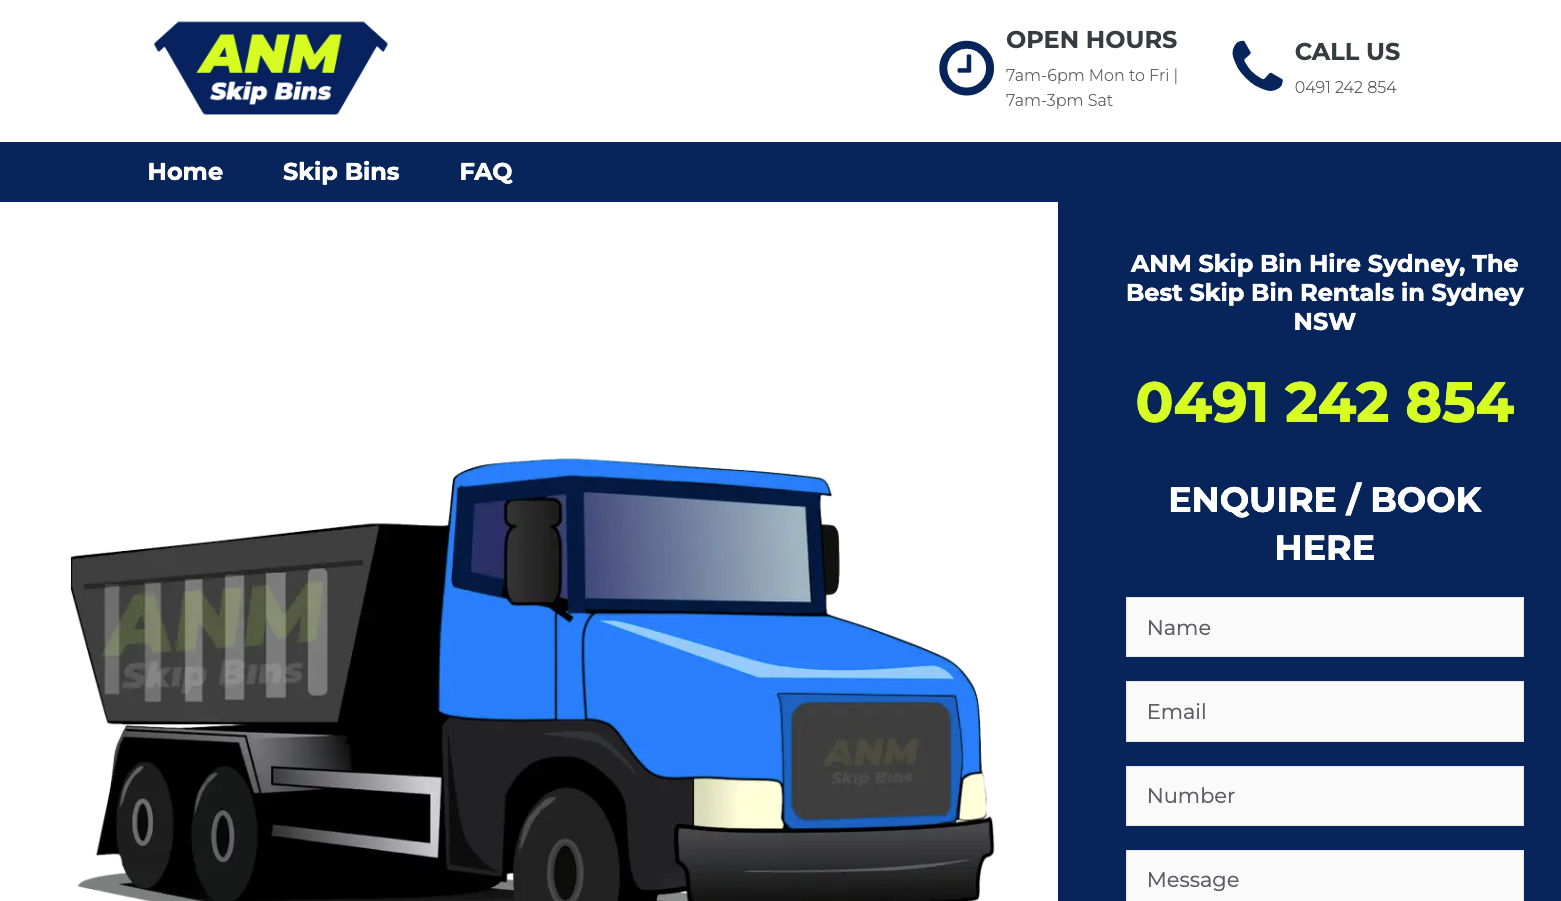 ANM
Skip Bins
OPEN HOURS
7am-6pm Mon to Fri |
7am-3pm Sat
CALL US
0491 242 854
Home
Skip Bins
FAQ
ANM Skip Bin Hire Sydney, The
Best Skip Bin Rentals in Sydney
NSW
0491 242 854
ENQUIRE / BOOK
HERE
Name
Email
Number
Message
ANM
Skip Bins
ANM
Skip Bins